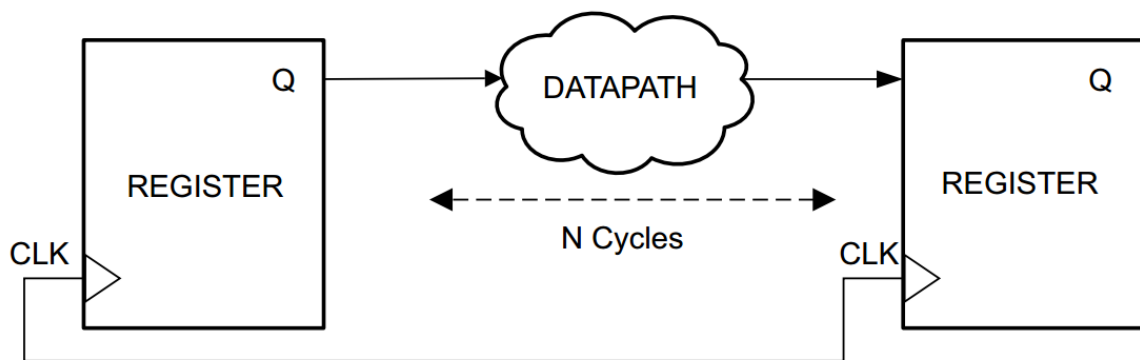 Q
DATAPATH
Q
REGISTER
REGISTER
N Cycles
CLK
CLK